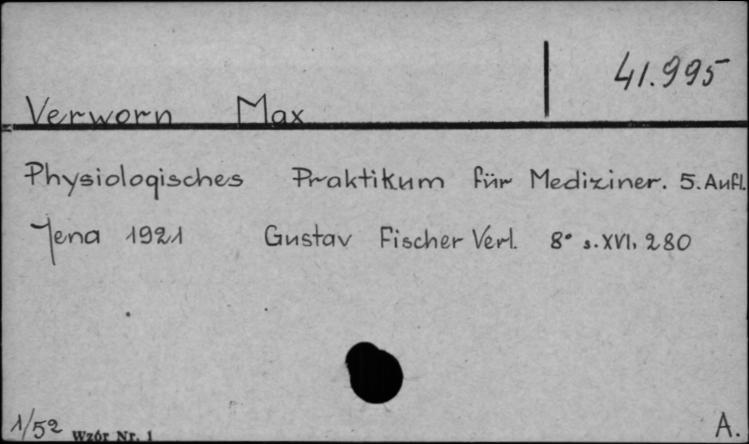 41.995
Verworn Max
Physiologisches Praktikum für Mediziner. 5. Aufl.
Jena 1921 Gustav Fischer Verl. 8° s. XVI, 280
1/52 Wzór Nr. 1 A.